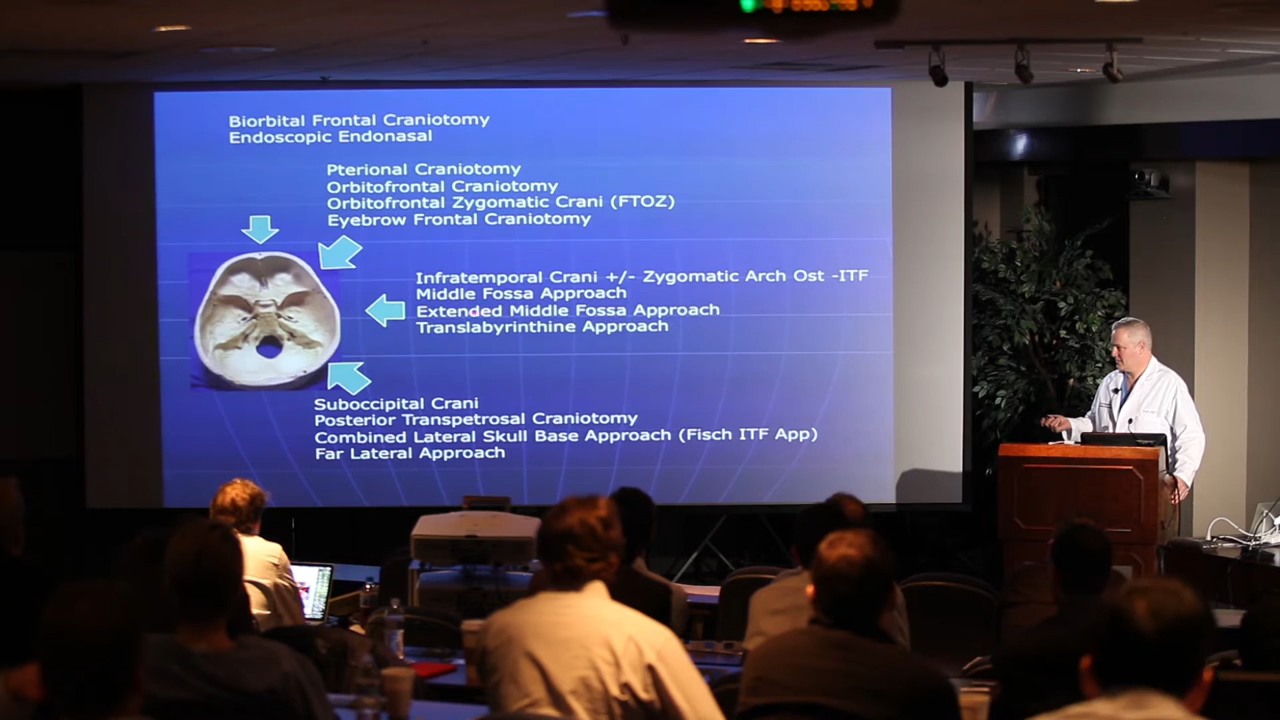 Biorbital Frontal Craniotomy
Endoscopic Endonasal
Pterional Craniotomy
Orbitofrontal Craniotomy
Orbitofrontal Zygomatic Crani (FTOZ)
Eyebrow Frontal Craniotomy
Infratemporal Crani +/- Zygomatic Arch Ost -ITF
Middle Fossa Approach
Extended Middle Fossa Approach
Translabyrinthine Approach
Suboccipital Crani
Posterior Transpetrosal Craniotomy
Combined Lateral Skull Base Approach (Fisch ITF App)
Far Lateral Approach